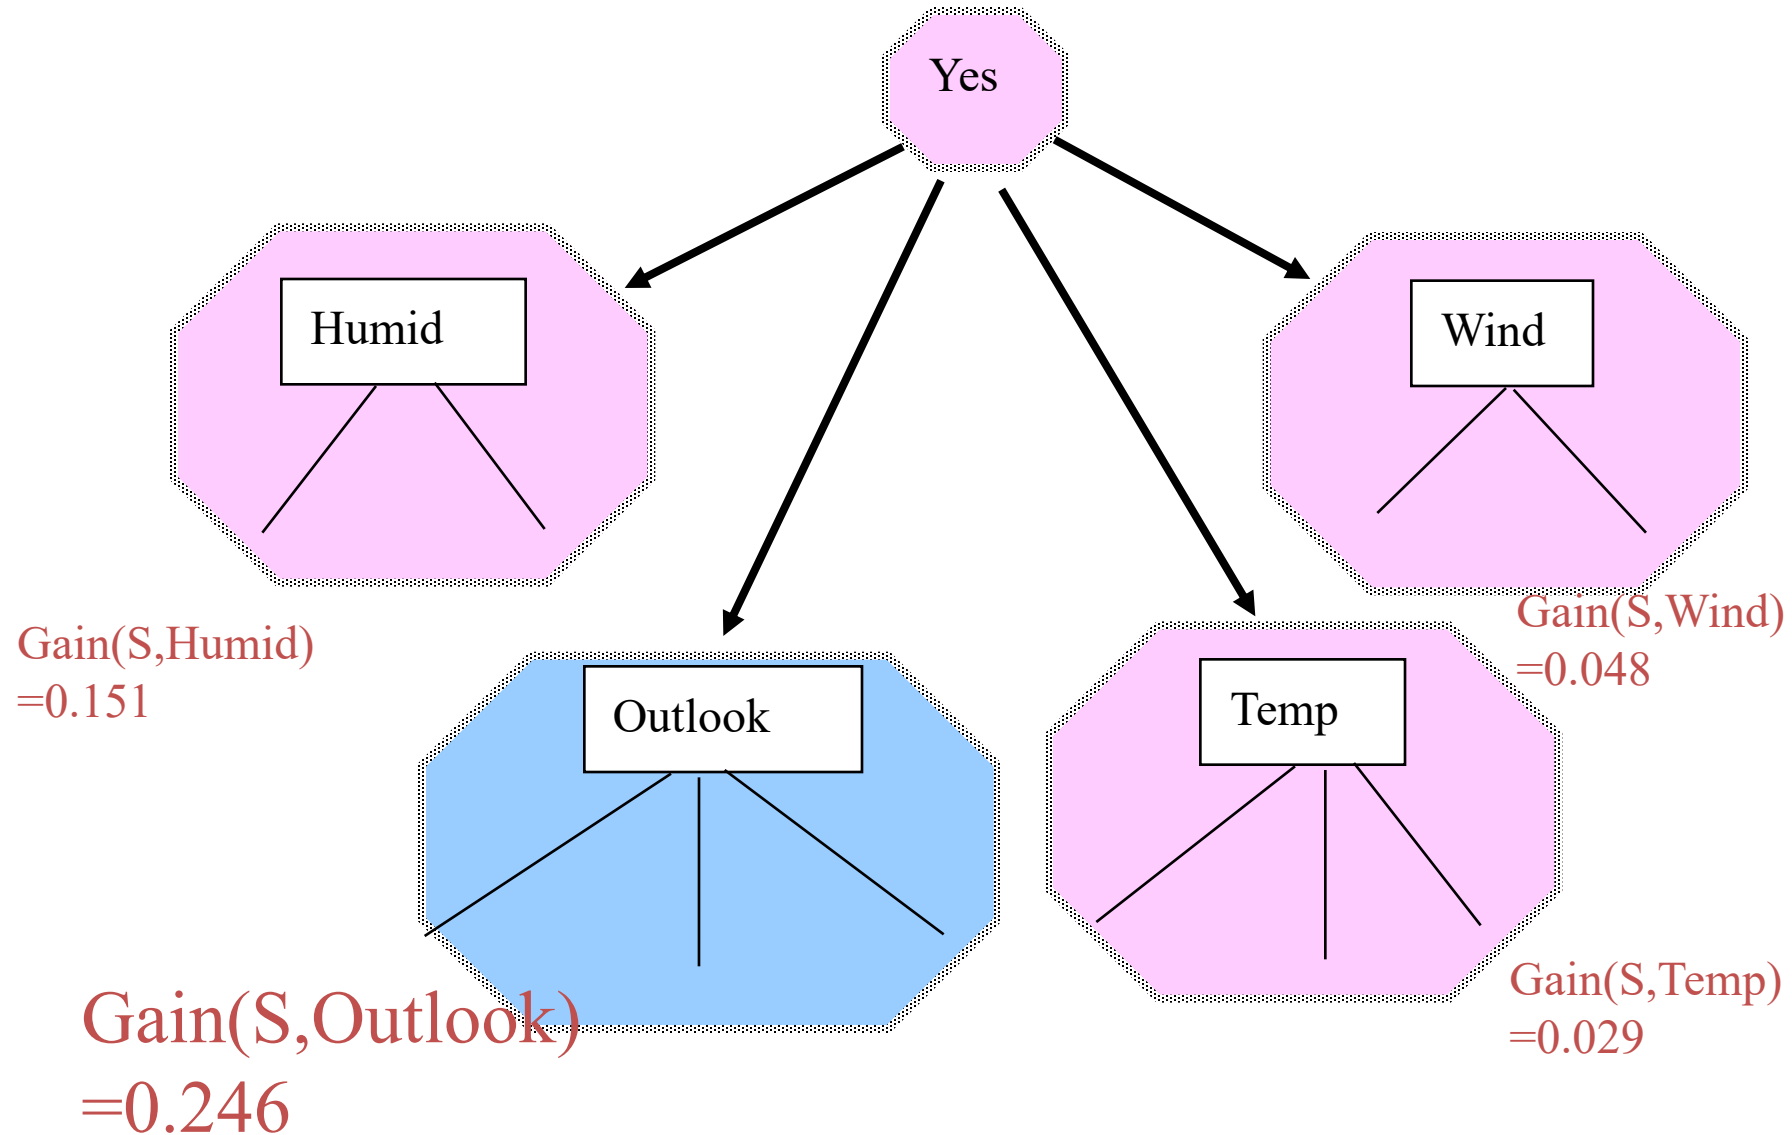 Yes
Humid
Wind
Gain(S,Humid)
=0.151
Gain(S,Wind)
=0.048
Outlook
Temp
Gain(S,Outlook)
=0.246
Gain(S,Temp)
=0.029